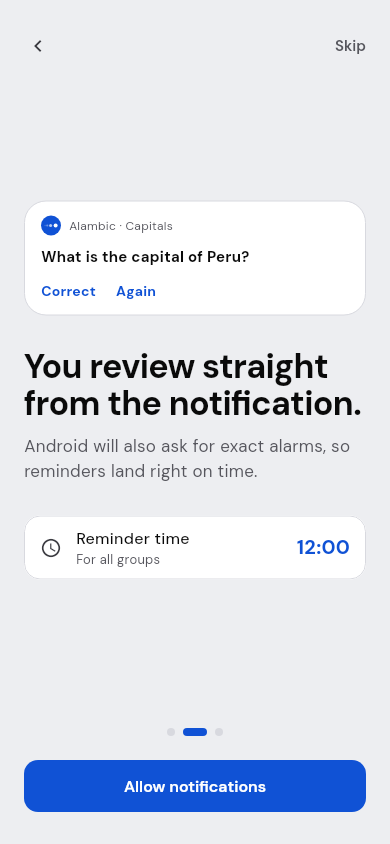 Skip
Alambic · Capitals
What is the capital of Peru?
Correct Again
You review straight
from the notification.
Android will also ask for exact alarms, so
reminders land right on time.
Reminder time
For all groups
12:00
Allow notifications